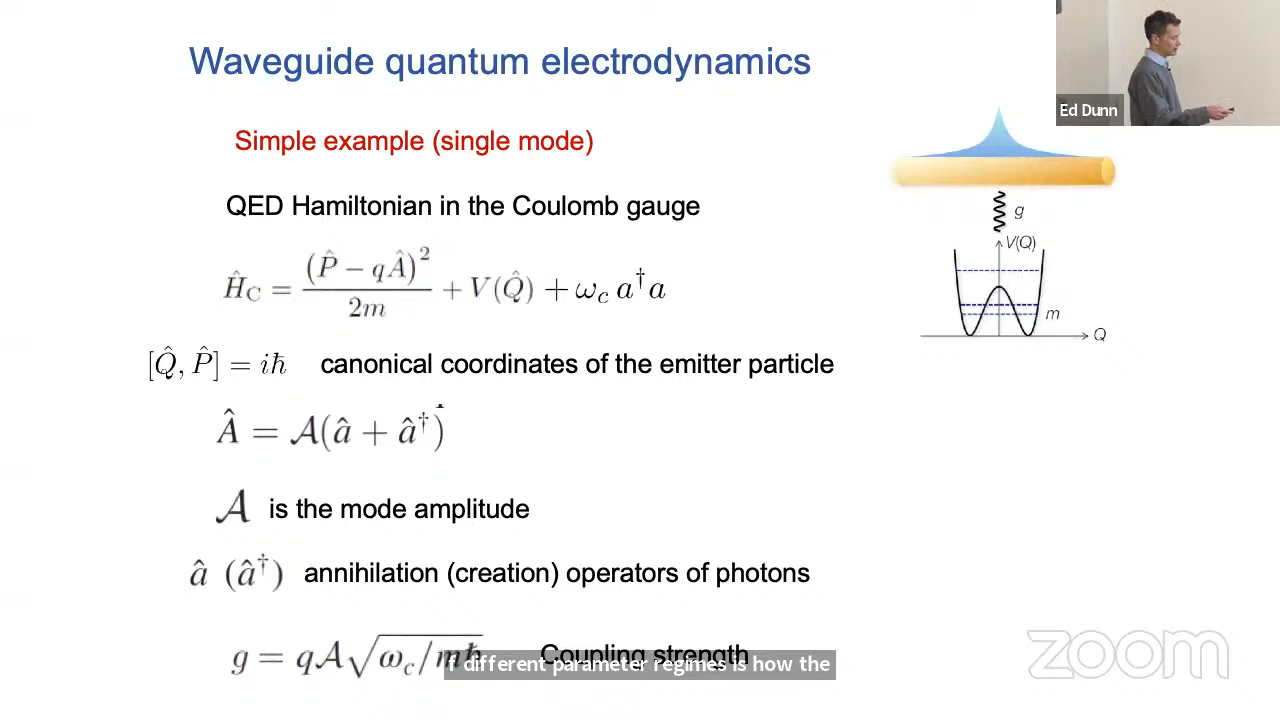 Waveguide quantum electrodynamics
Ed Dunn
Simple example (single mode)
QED Hamiltonian in the Coulomb gauge
g
V(Q)
Ĥ_C = (P̂ − qÂ)² / 2m + V(Q̂) + ω_c a†a
m
Q
[Q̂, P̂] = iħ canonical coordinates of the emitter particle
Â = 𝒜(â + â†)
𝒜 is the mode amplitude
â (â†) annihilation (creation) operators of photons
g = q𝒜√(ω_c/mħ) Coupling strength
f different parameter regimes is how the
zoom